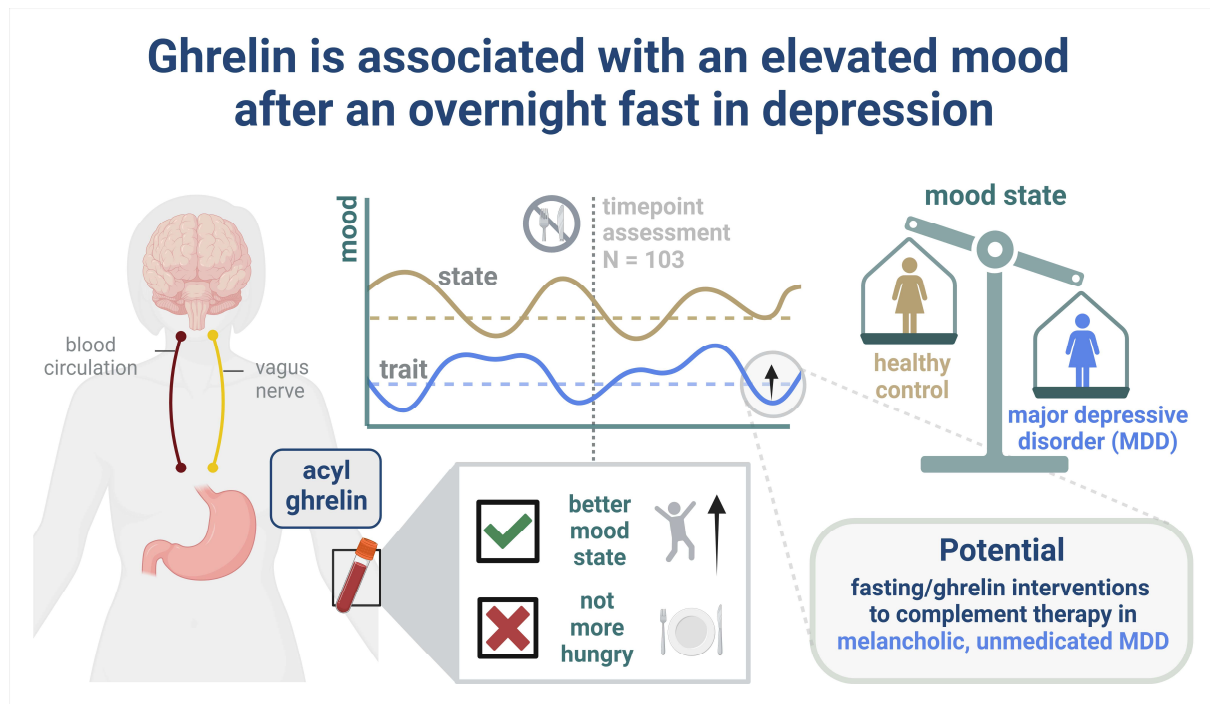 Ghrelin is associated with an elevated mood
after an overnight fast in depression
blood
circulation
vagus
nerve
acyl
ghrelin
mood
state
trait
timepoint
assessment
N = 103
better
mood
state
not
more
hungry
mood state
healthy
control
major depressive
disorder (MDD)
Potential
fasting/ghrelin interventions
to complement therapy in
melancholic, unmedicated MDD